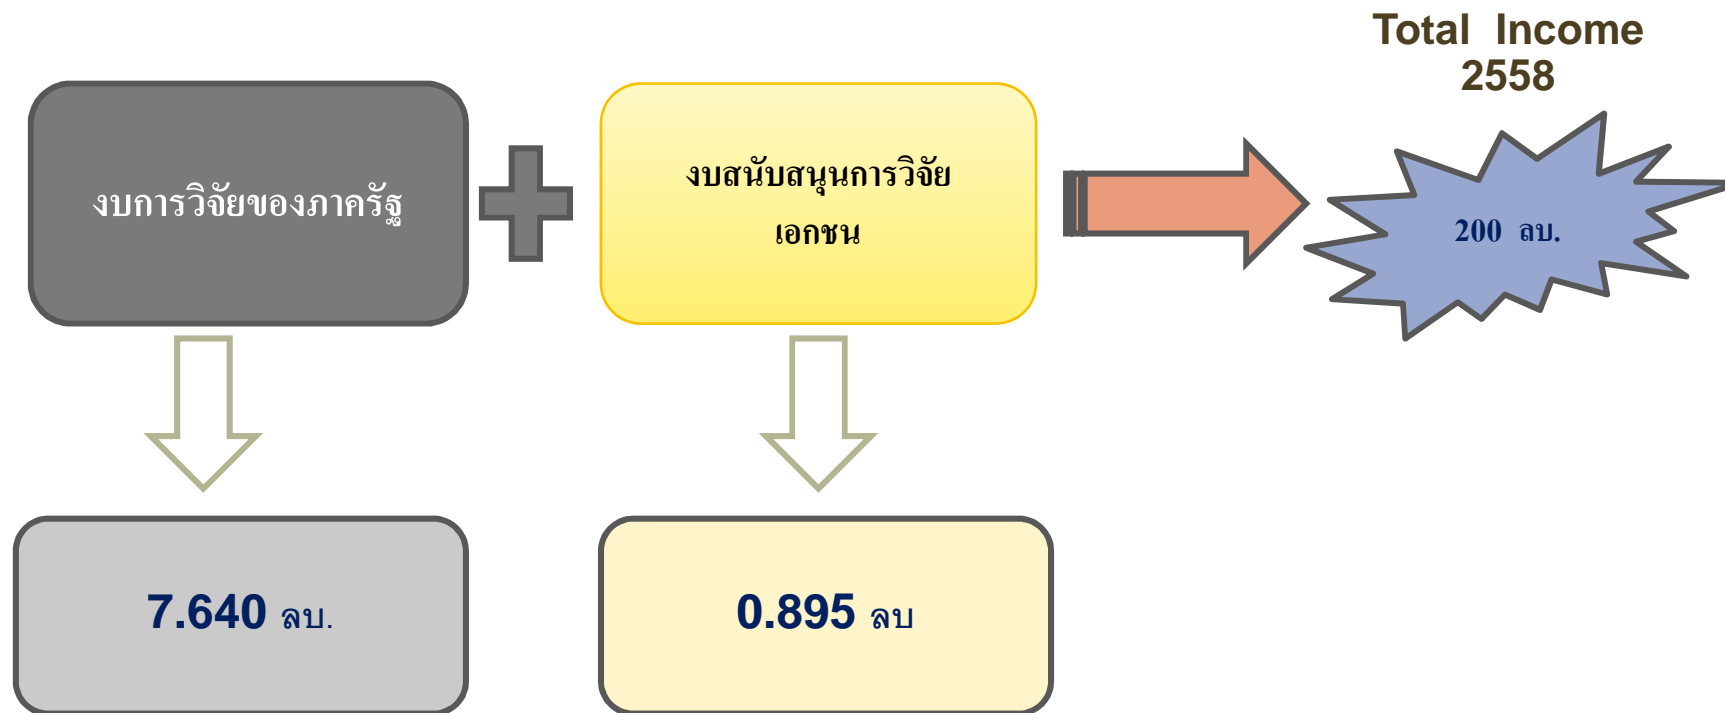 Total Income
2558
งบการวิจัยของภาครัฐ
งบสนับสนุนการวิจัย
เอกชน
200 ลบ.
7.640 ลบ.
0.895 ลบ